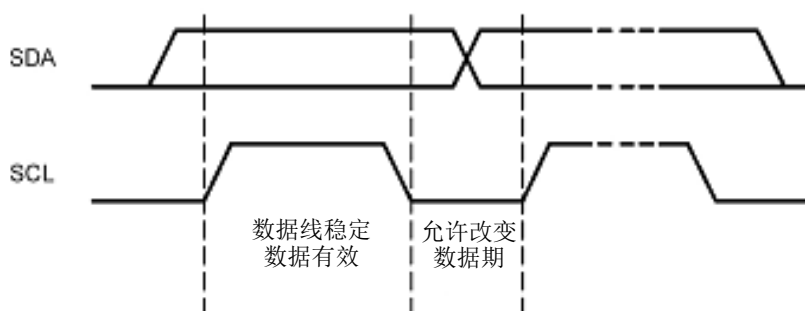 SDA
SCL
数据线稳定
数据有效
允许改变
数据期